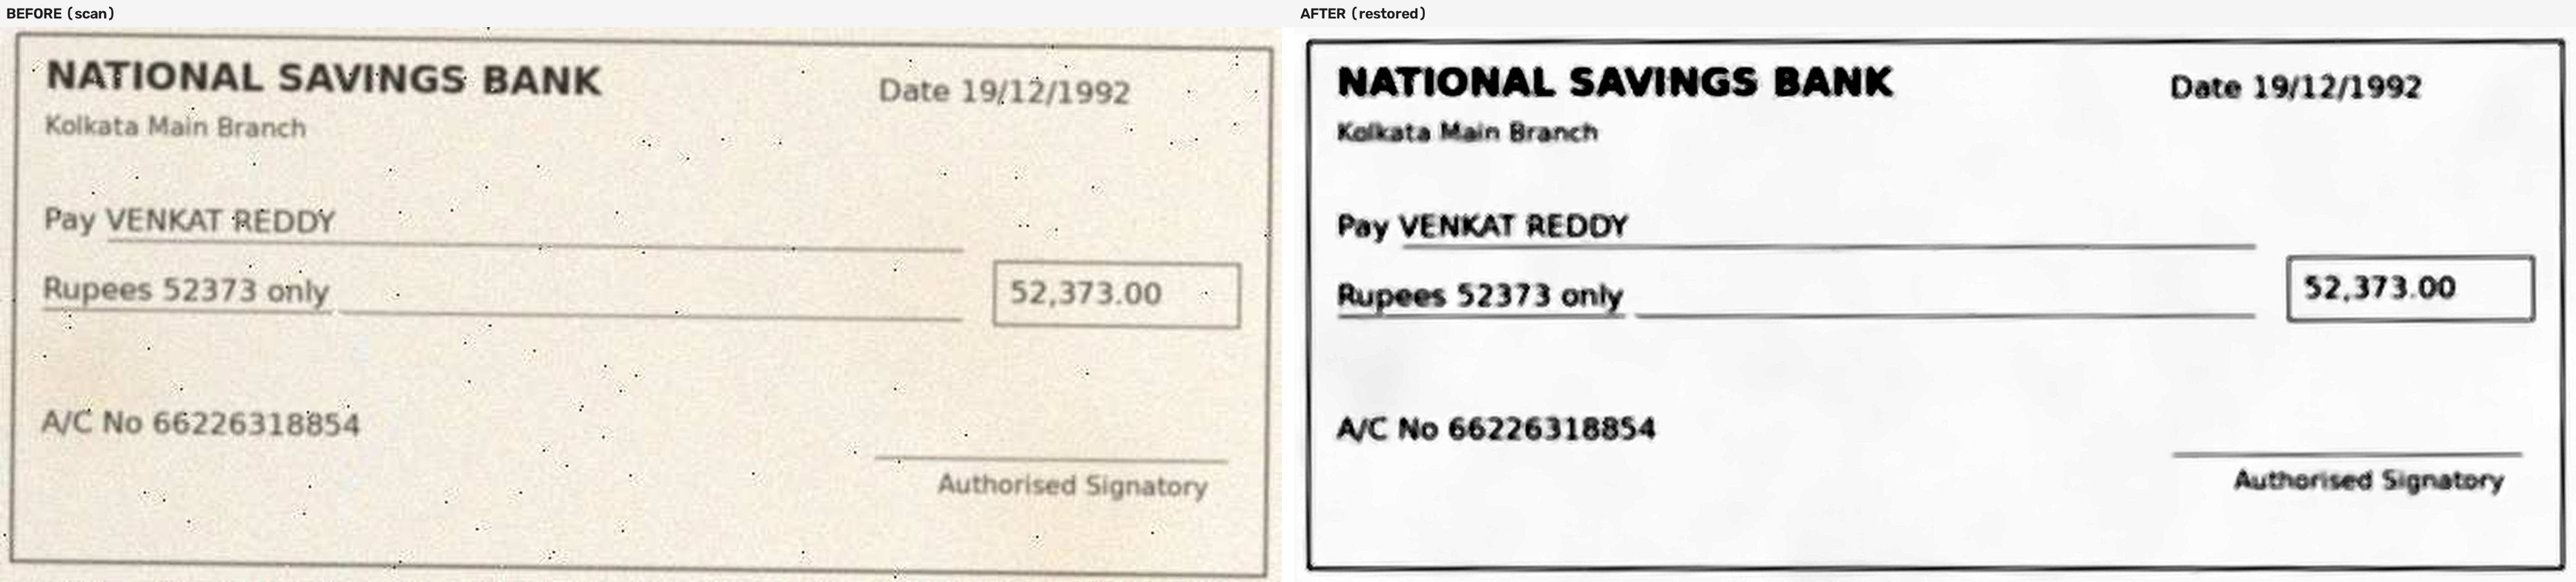 BEFORE (scan)
NATIONAL SAVINGS BANK
Date 19/12/1992
Kolkata Main Branch
Pay VENKAT REDDY
Rupees 52373 only
52,373.00
A/C No 66226318854
Authorised Signatory
AFTER (restored)
NATIONAL SAVINGS BANK
Date 19/12/1992
Kolkata Main Branch
Pay VENKAT REDDY
Rupees 52373 only
52,373.00
A/C No 66226318854
Authorised Signatory